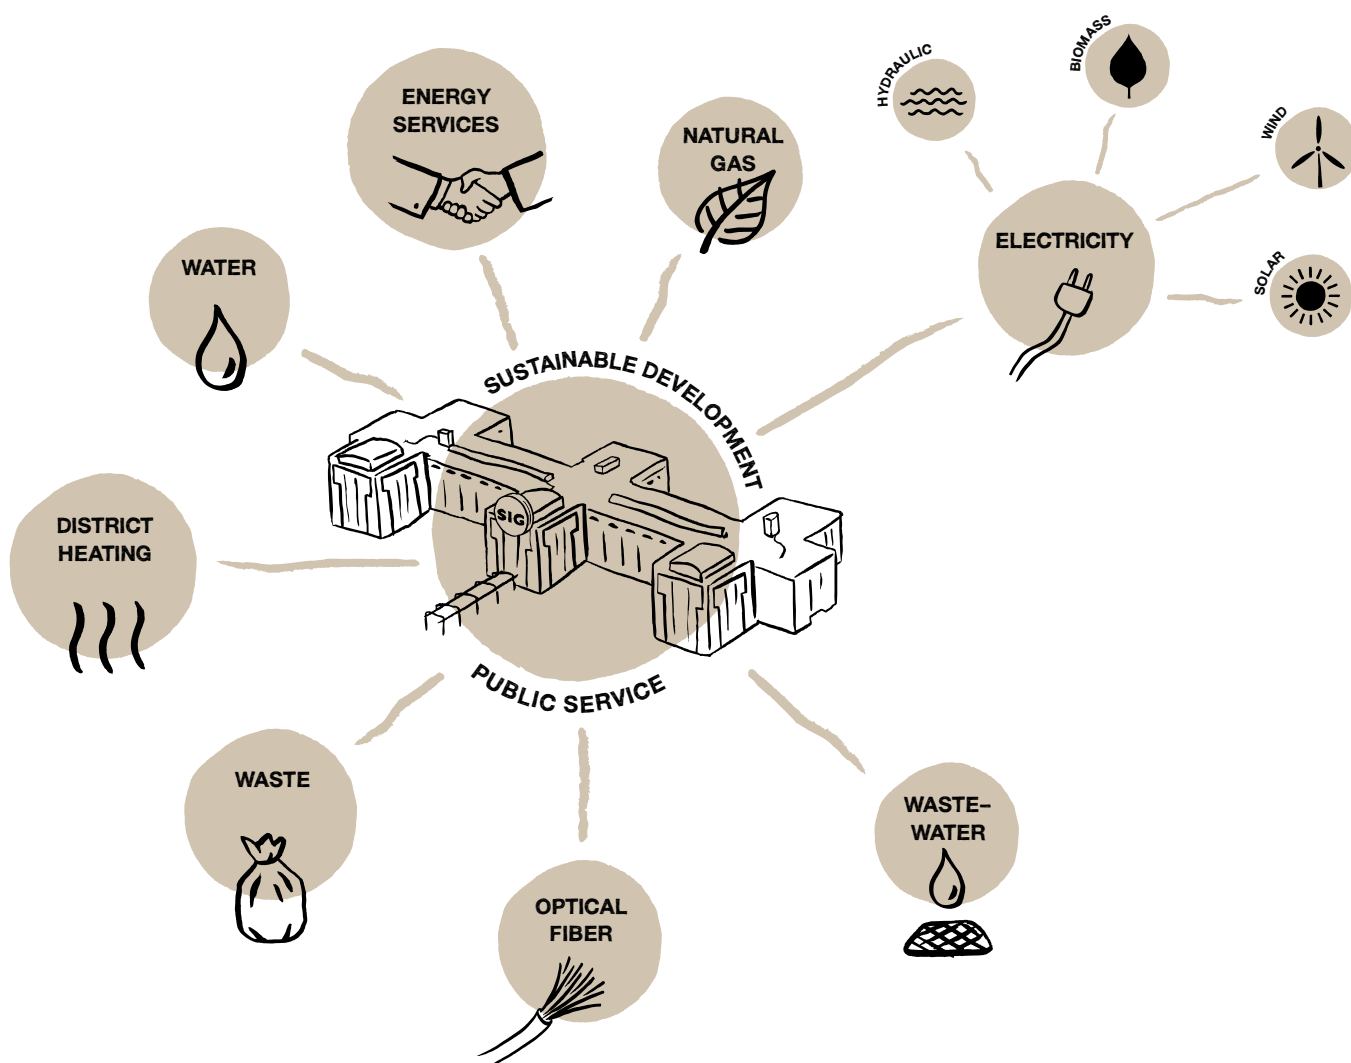 HYDRAULIC
BIOMASS
WIND
SOLAR
ELECTRICITY
ENERGY
SERVICES
NATURAL
GAS
WATER
SUSTAINABLE DEVELOPMENT
SIG
DISTRICT
HEATING
PUBLIC SERVICE
WASTE
WASTE–
WATER
OPTICAL
FIBER